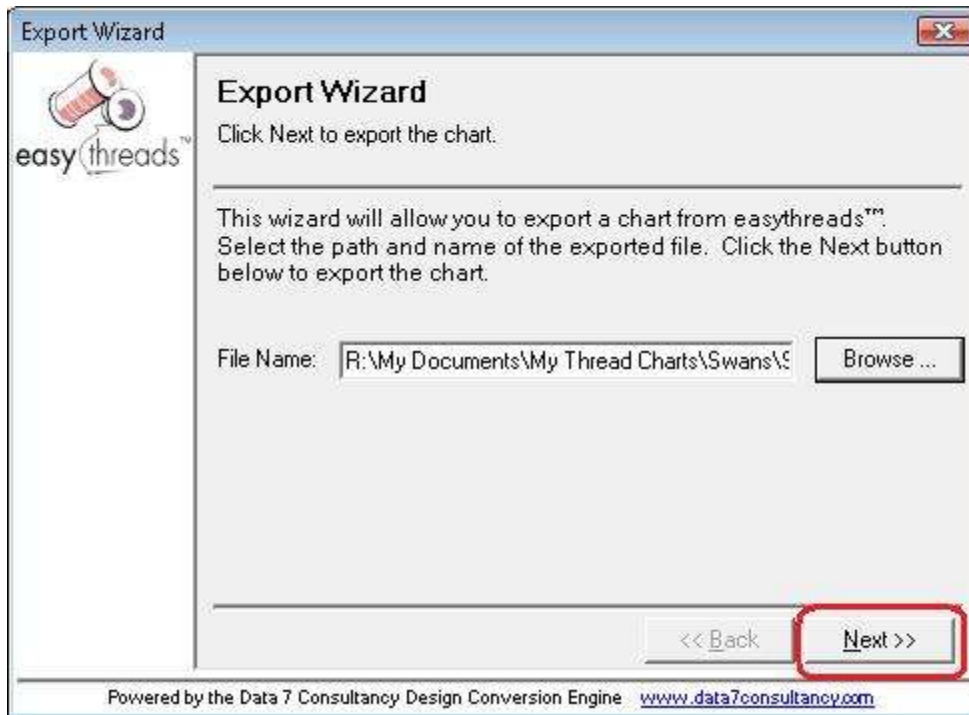 Export Wizard
easy threads™
Export Wizard
Click Next to export the chart.
This wizard will allow you to export a chart from easythreads™.
Select the path and name of the exported file. Click the Next button
below to export the chart.
File Name: R:\My Documents\My Thread Charts\Swans\S
Browse ...
<< Back
Next >>
Powered by the Data 7 Consultancy Design Conversion Engine www.data7consultancy.com